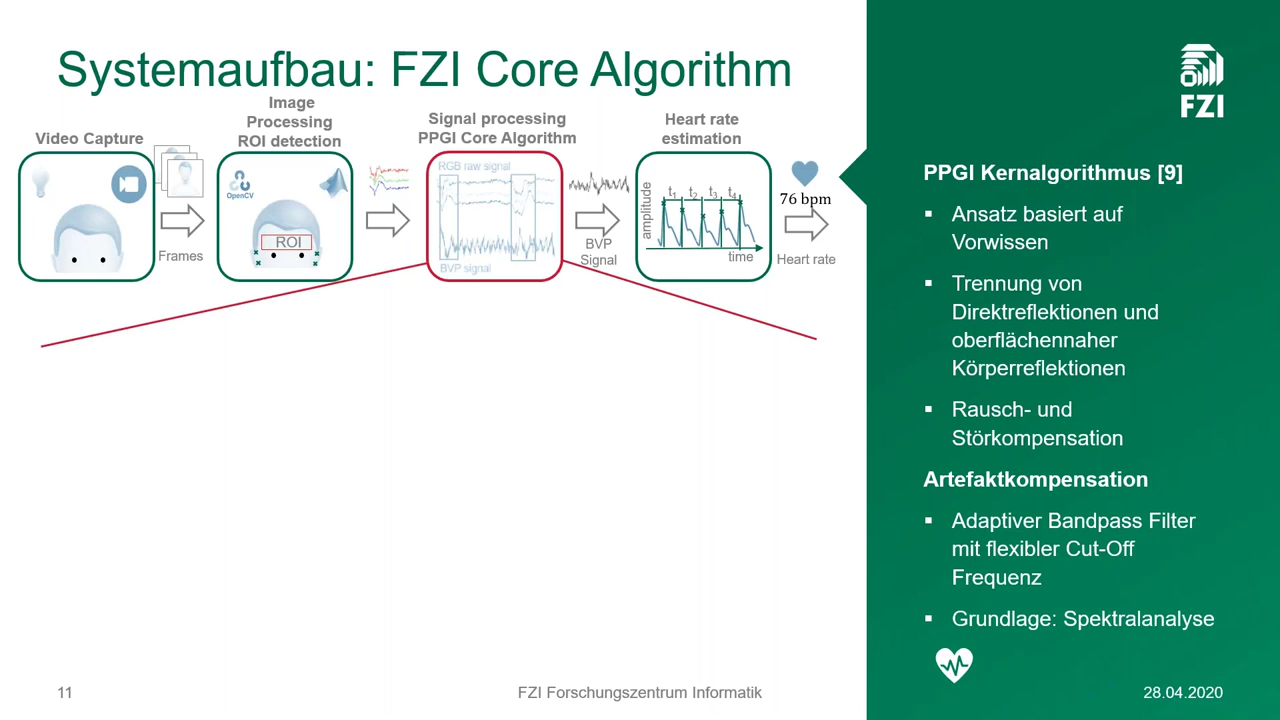 Systemaufbau: FZI Core Algorithm
Video Capture
Image
Processing
ROI detection
Signal processing
PPGI Core Algorithm
Heart rate
estimation
OpenCV
ROI
Frames
RGB raw signal
BVP signal
BVP
Signal
amplitude
t1 t2 t3 t4
time
76 bpm
Heart rate
FZI
PPGI Kernalgorithmus [9]
▪ Ansatz basiert auf
Vorwissen
▪ Trennung von
Direktreflektionen und
oberflächennaher
Körperreflektionen
▪ Rausch- und
Störkompensation
Artefaktkompensation
▪ Adaptiver Bandpass Filter
mit flexibler Cut-Off
Frequenz
▪ Grundlage: Spektralanalyse
11
FZI Forschungszentrum Informatik
28.04.2020